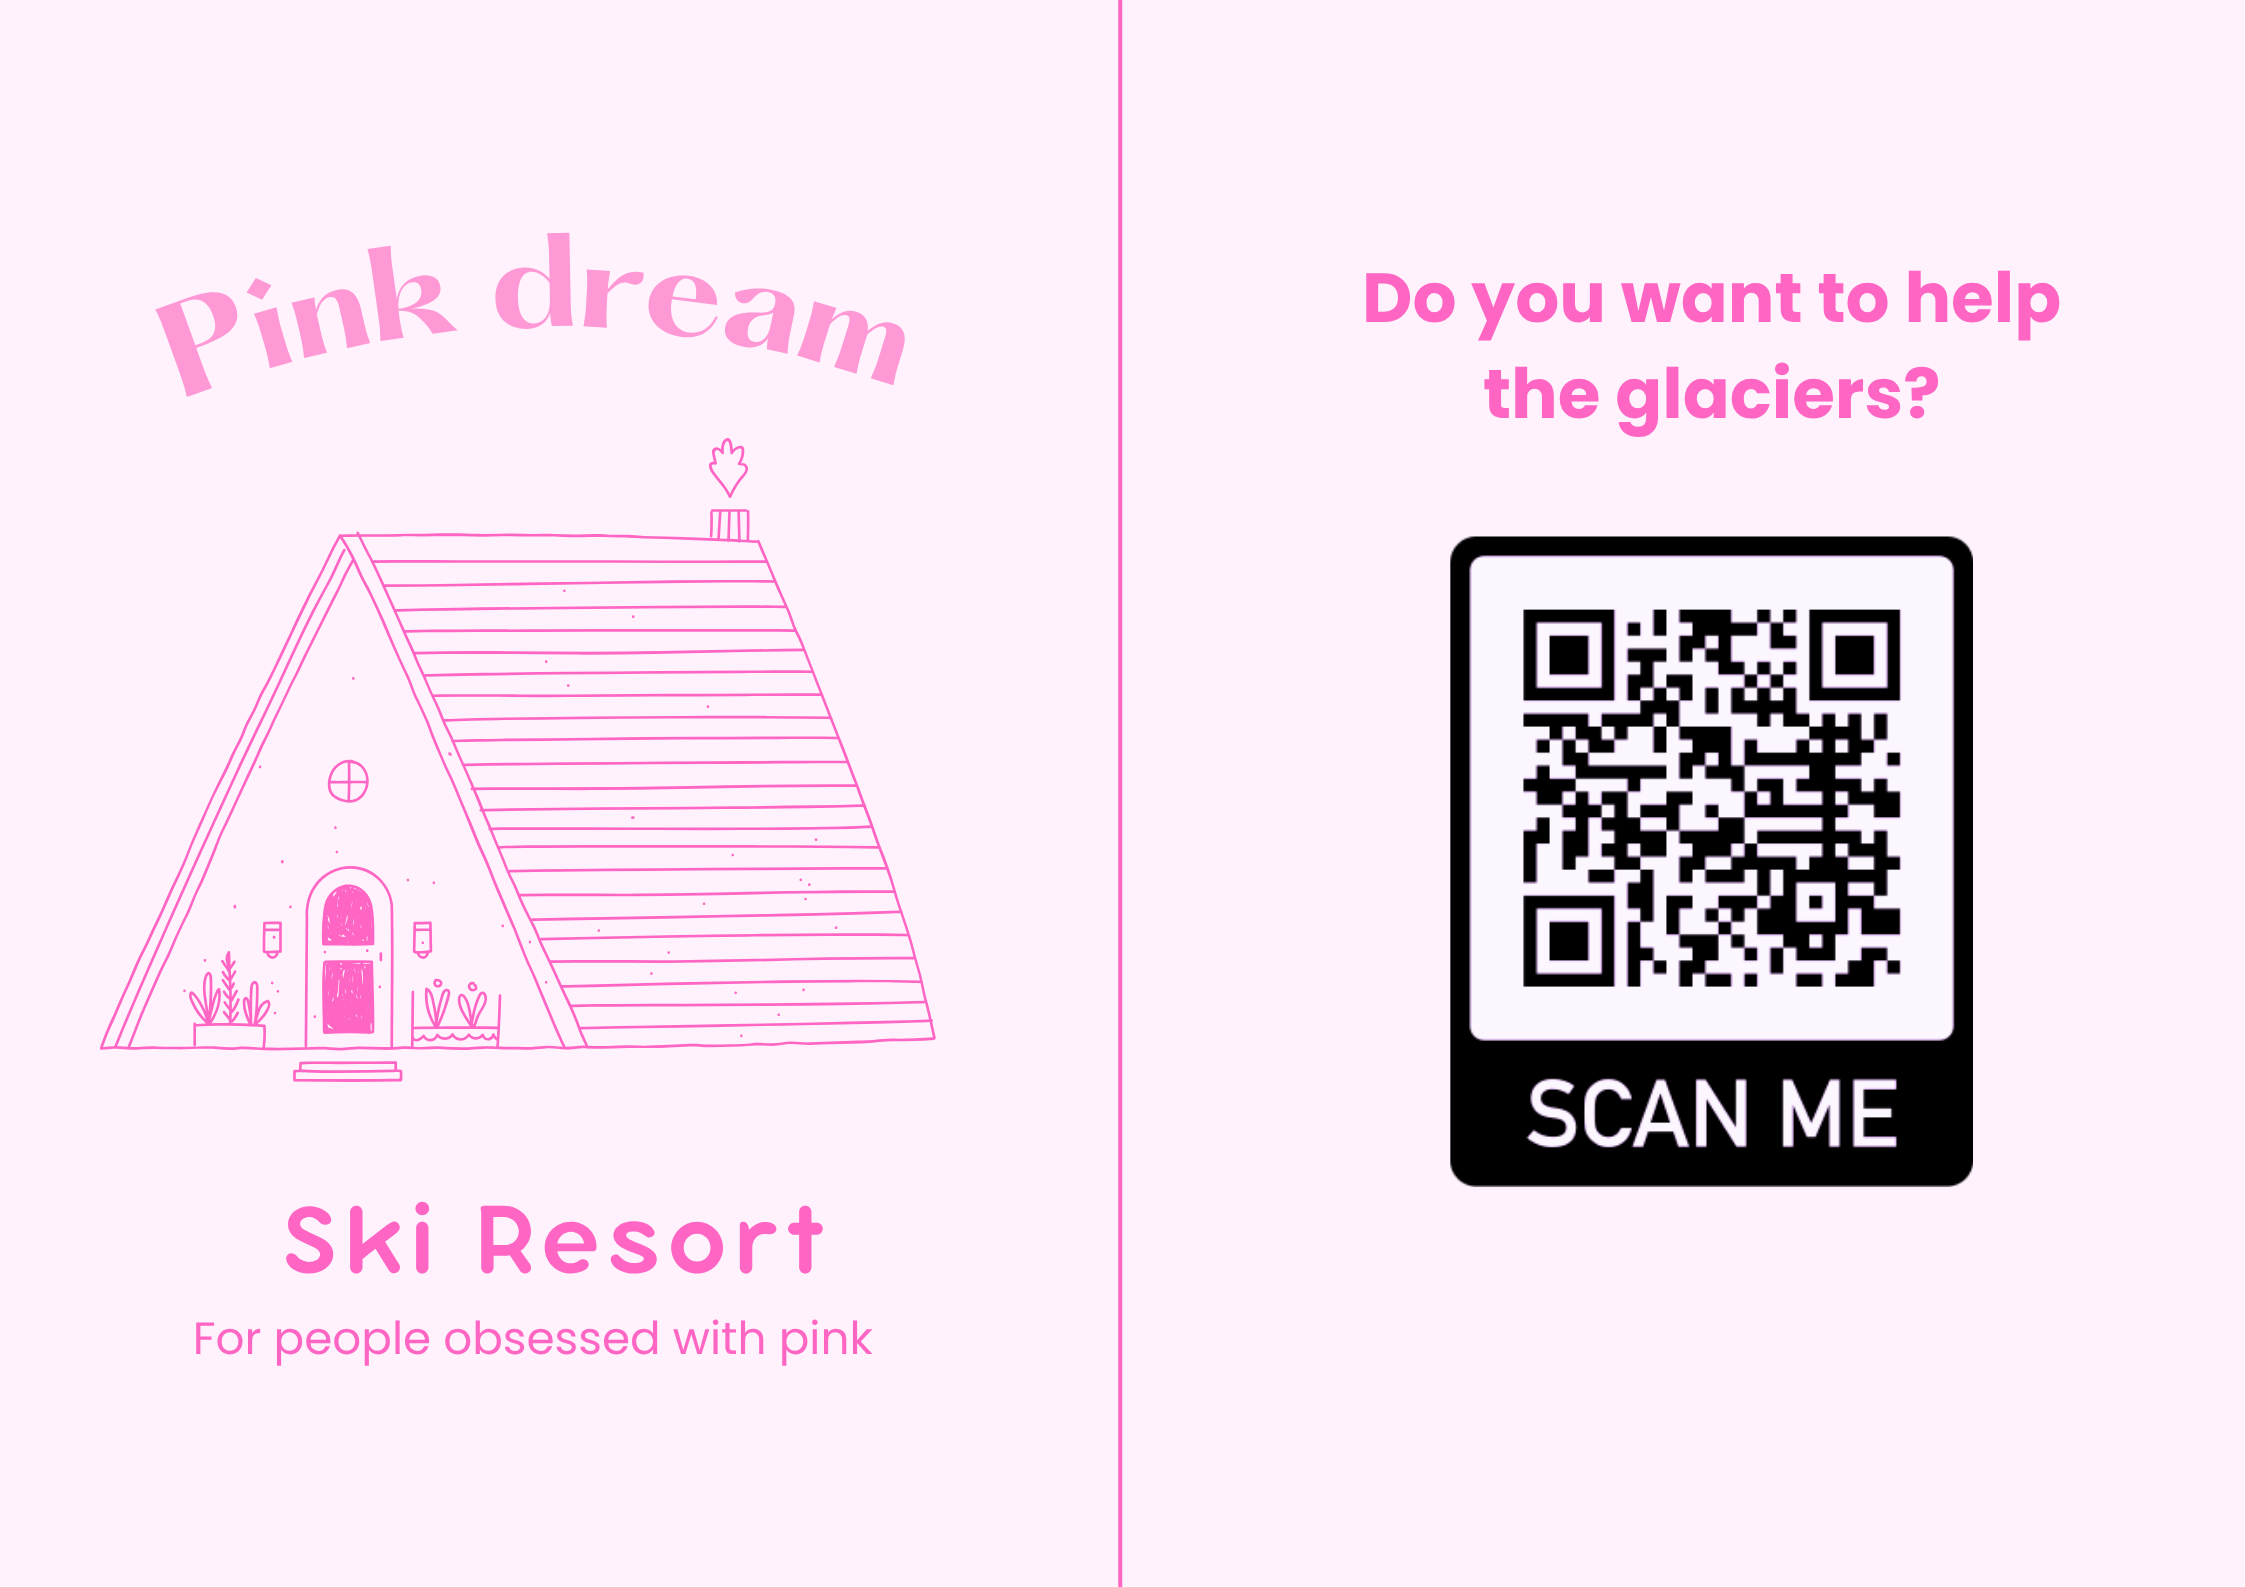 Pink dream
Ski Resort
For people obsessed with pink
Do you want to help
the glaciers?
SCAN ME